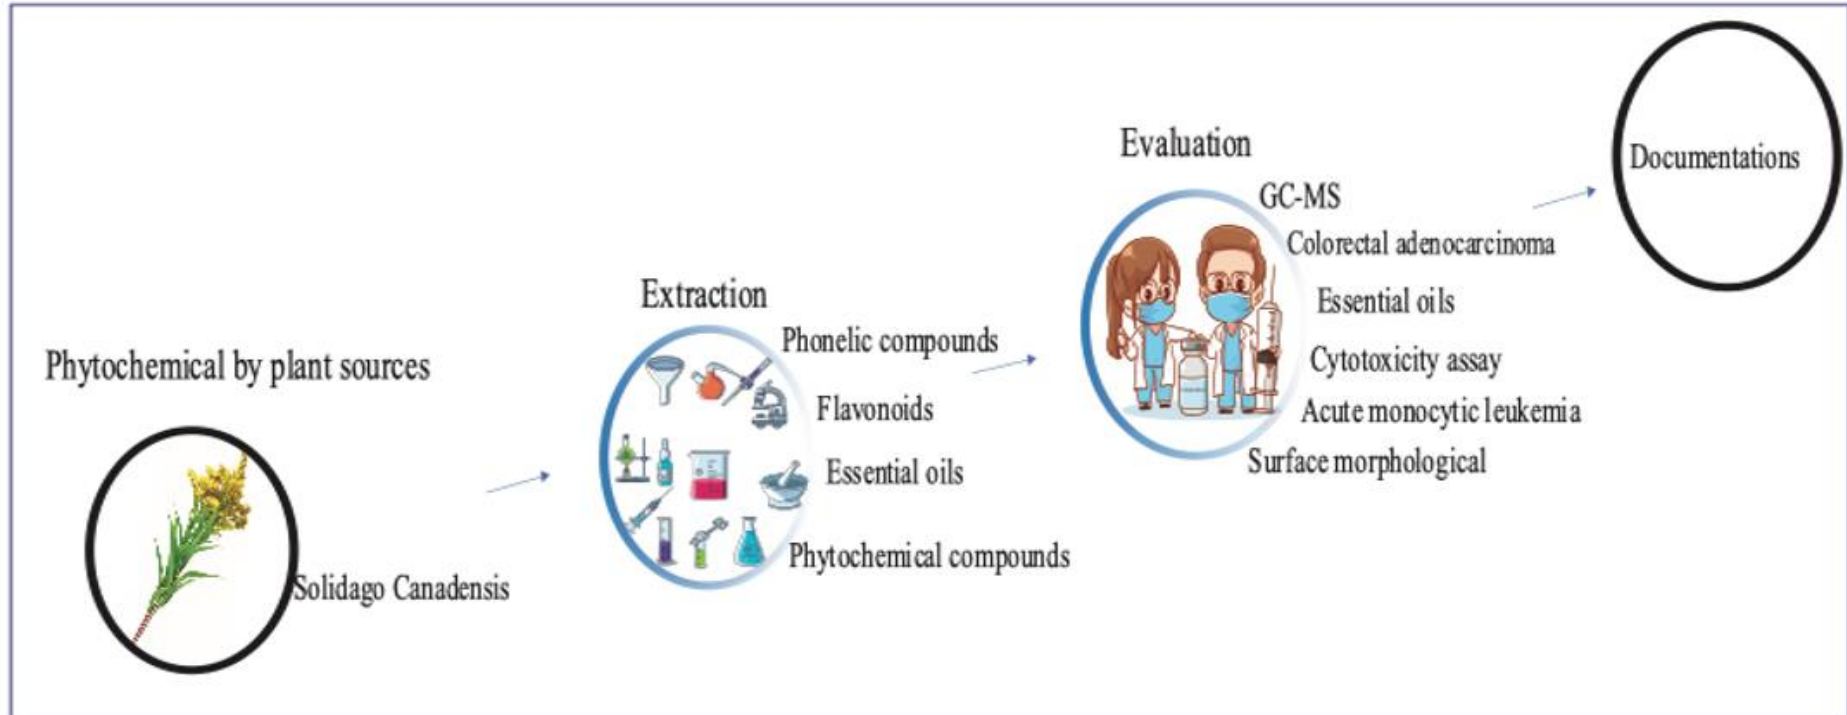 Phytochemical by plant sources
Solidago Canadensis
Extraction
Phonelic compounds
Flavonoids
Essential oils
Phytochemical compounds
Evaluation
GC-MS
Colorectal adenocarcinoma
Essential oils
Cytotoxicity assay
Acute monocytic leukemia
Surface morphological
Documentations